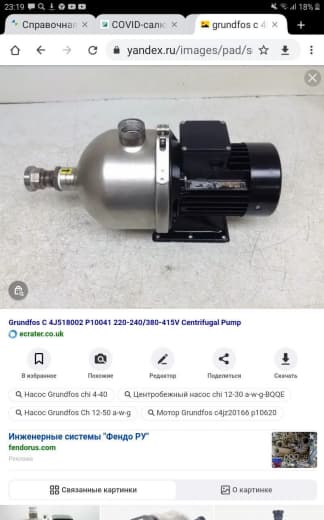 23:19
18%
Справочная
COVID-сал
grundfos c 4
yandex.ru/images/pad/s
Grundfos C 4J518002 P10041 220-240/380-415V Centrifugal Pump
ecrater.co.uk
В избранное
Похожие
Редактор
Поделиться
Скачать
Насос Grundfos chi 4-40
Центробежный насос chi 12-30 a-w-g-BQQE
Насос Grundfos Ch 12-50 a-w-g
Мотор Grundfos c4jz20166 p10620
Инженерные системы "Фендо РУ"
fendorus.com
Реклама
Связанные картинки
О картинке